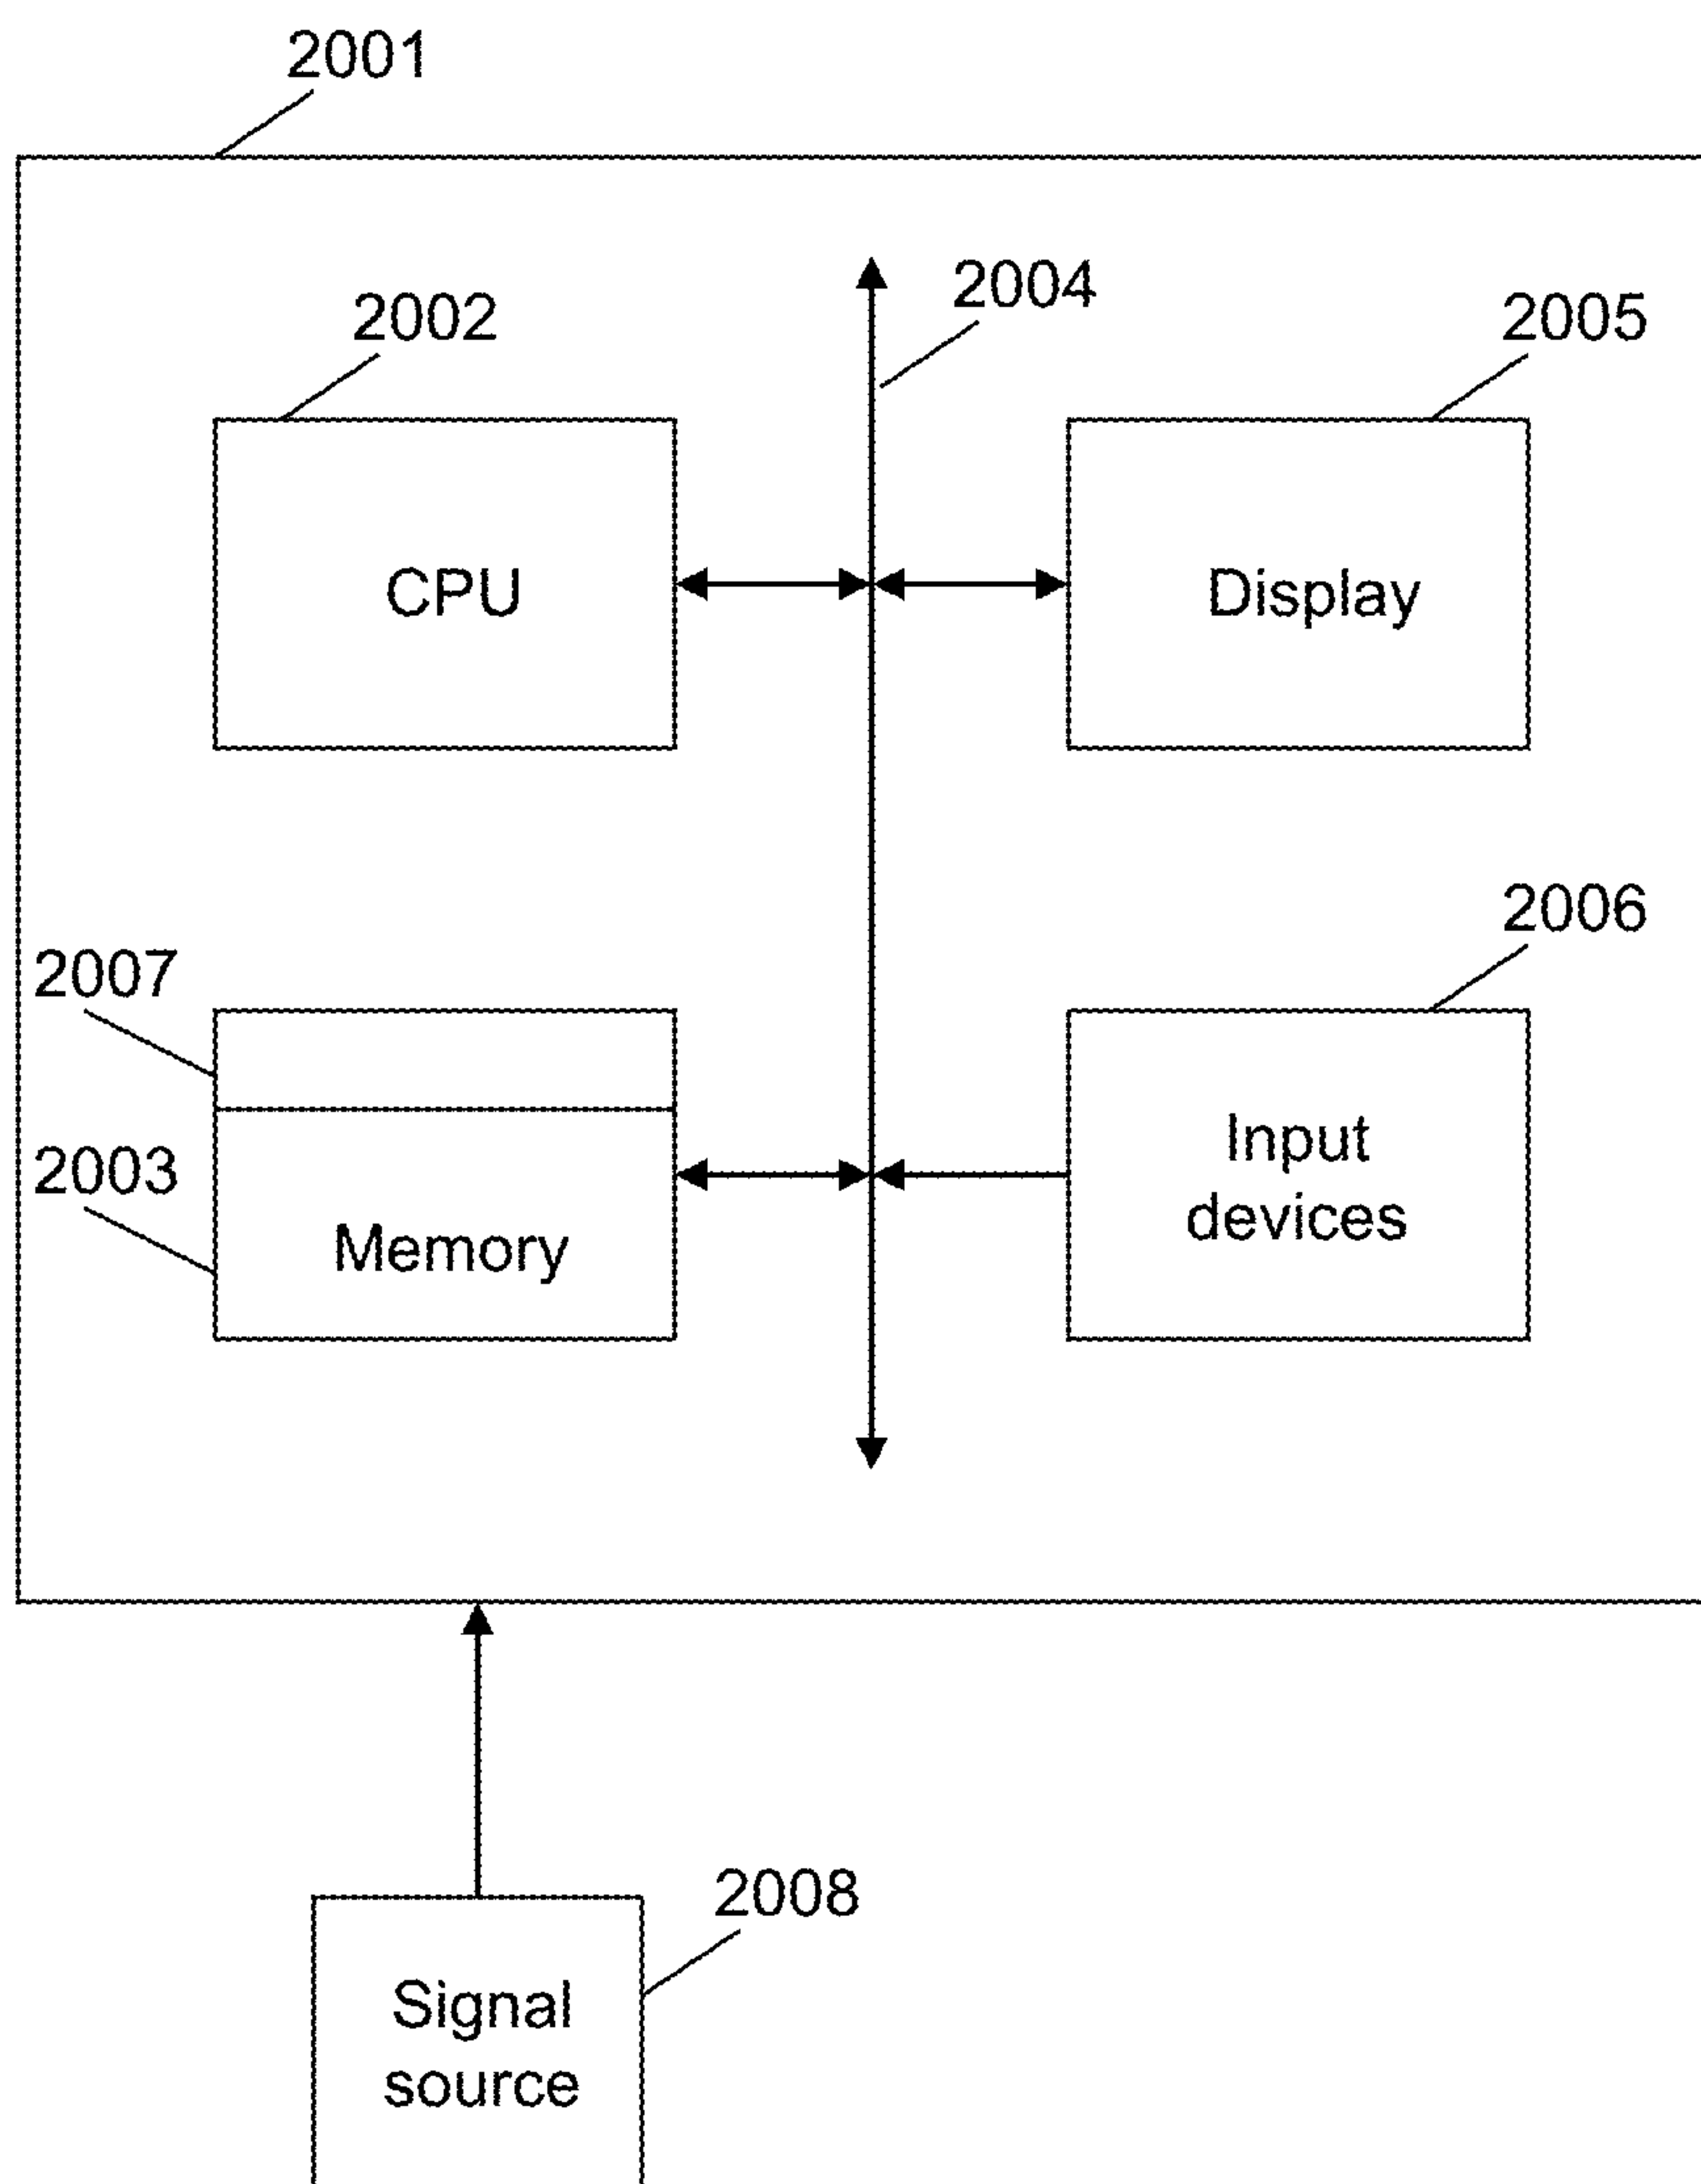 2001
2004
2002
2005
CPU
Display
2006
2007
Input
devices
2003
Memory
2008
Signal
source